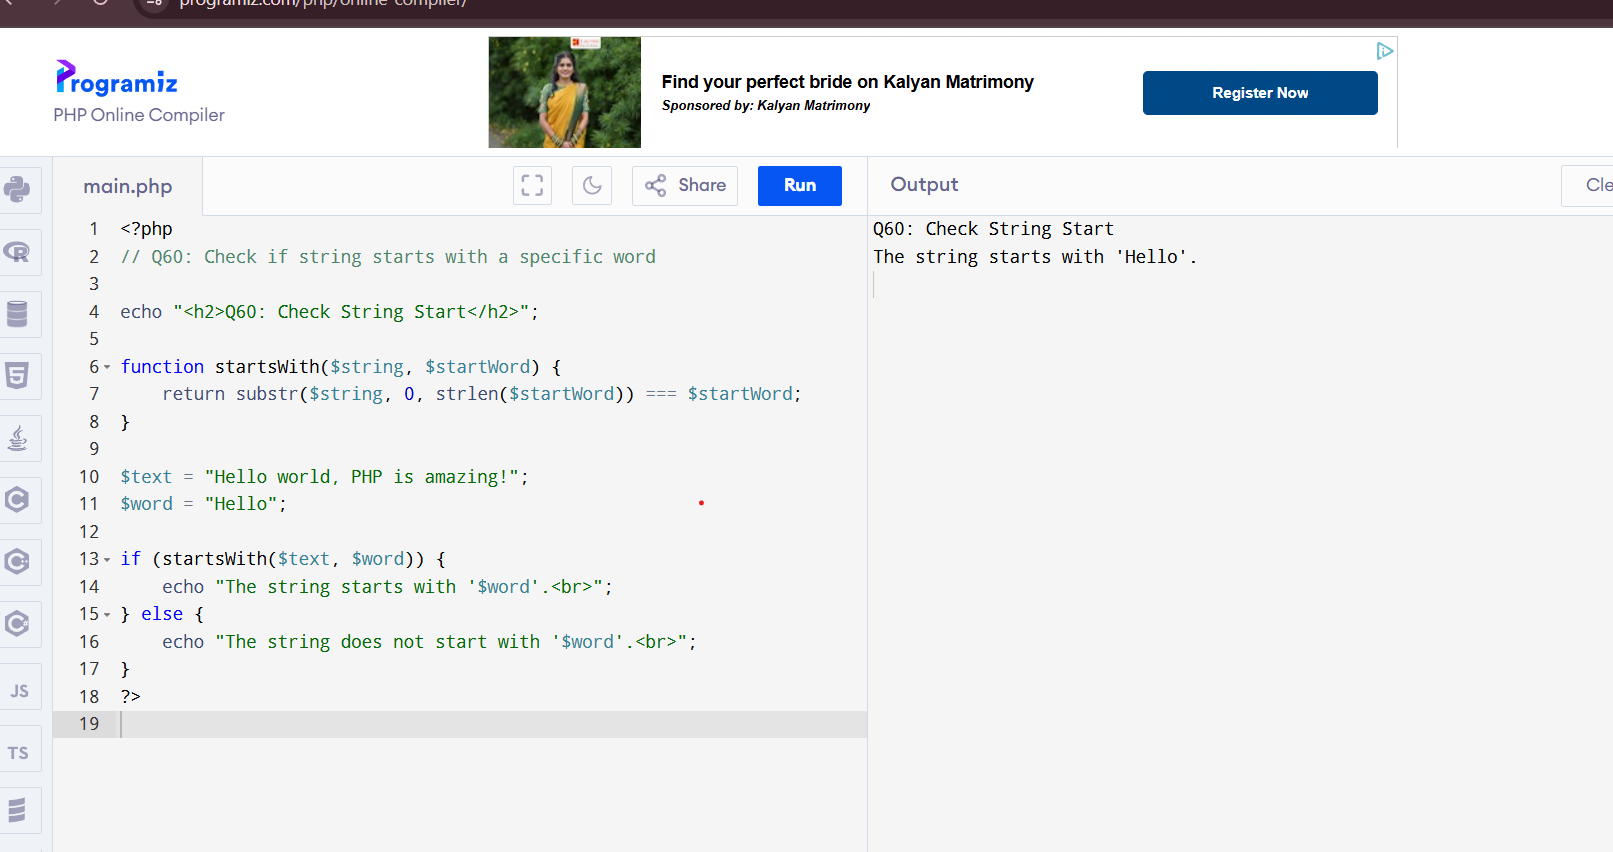 programiz.com/php/online-compiler/
Programiz
PHP Online Compiler
Find your perfect bride on Kalyan Matrimony
Sponsored by: Kalyan Matrimony
Register Now
main.php
Share
Run
Output
1 <?php
2 // Q60: Check if string starts with a specific word
3
4 echo "<h2>Q60: Check String Start</h2>";
5
6 function startsWith($string, $startWord) {
7     return substr($string, 0, strlen($startWord)) === $startWord;
8 }
9
10 $text = "Hello world, PHP is amazing!";
11 $word = "Hello";
12
13 if (startsWith($text, $word)) {
14     echo "The string starts with '$word'.<br>";
15 } else {
16     echo "The string does not start with '$word'.<br>";
17 }
18 ?>
19
Q60: Check String Start
The string starts with 'Hello'.
JS
TS